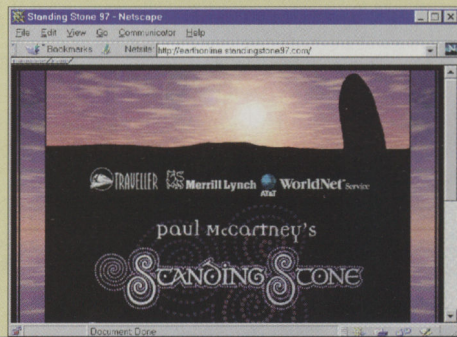 Standing Stone 97 - Netscape
File Edit View Go Communicator Help
Bookmarks Netsite: http://earthonline.standingstone97.com/
TRAVELLER Merrill Lynch AT&T WorldNet Service
paul McCartney's
STANDING STONE
Document Done